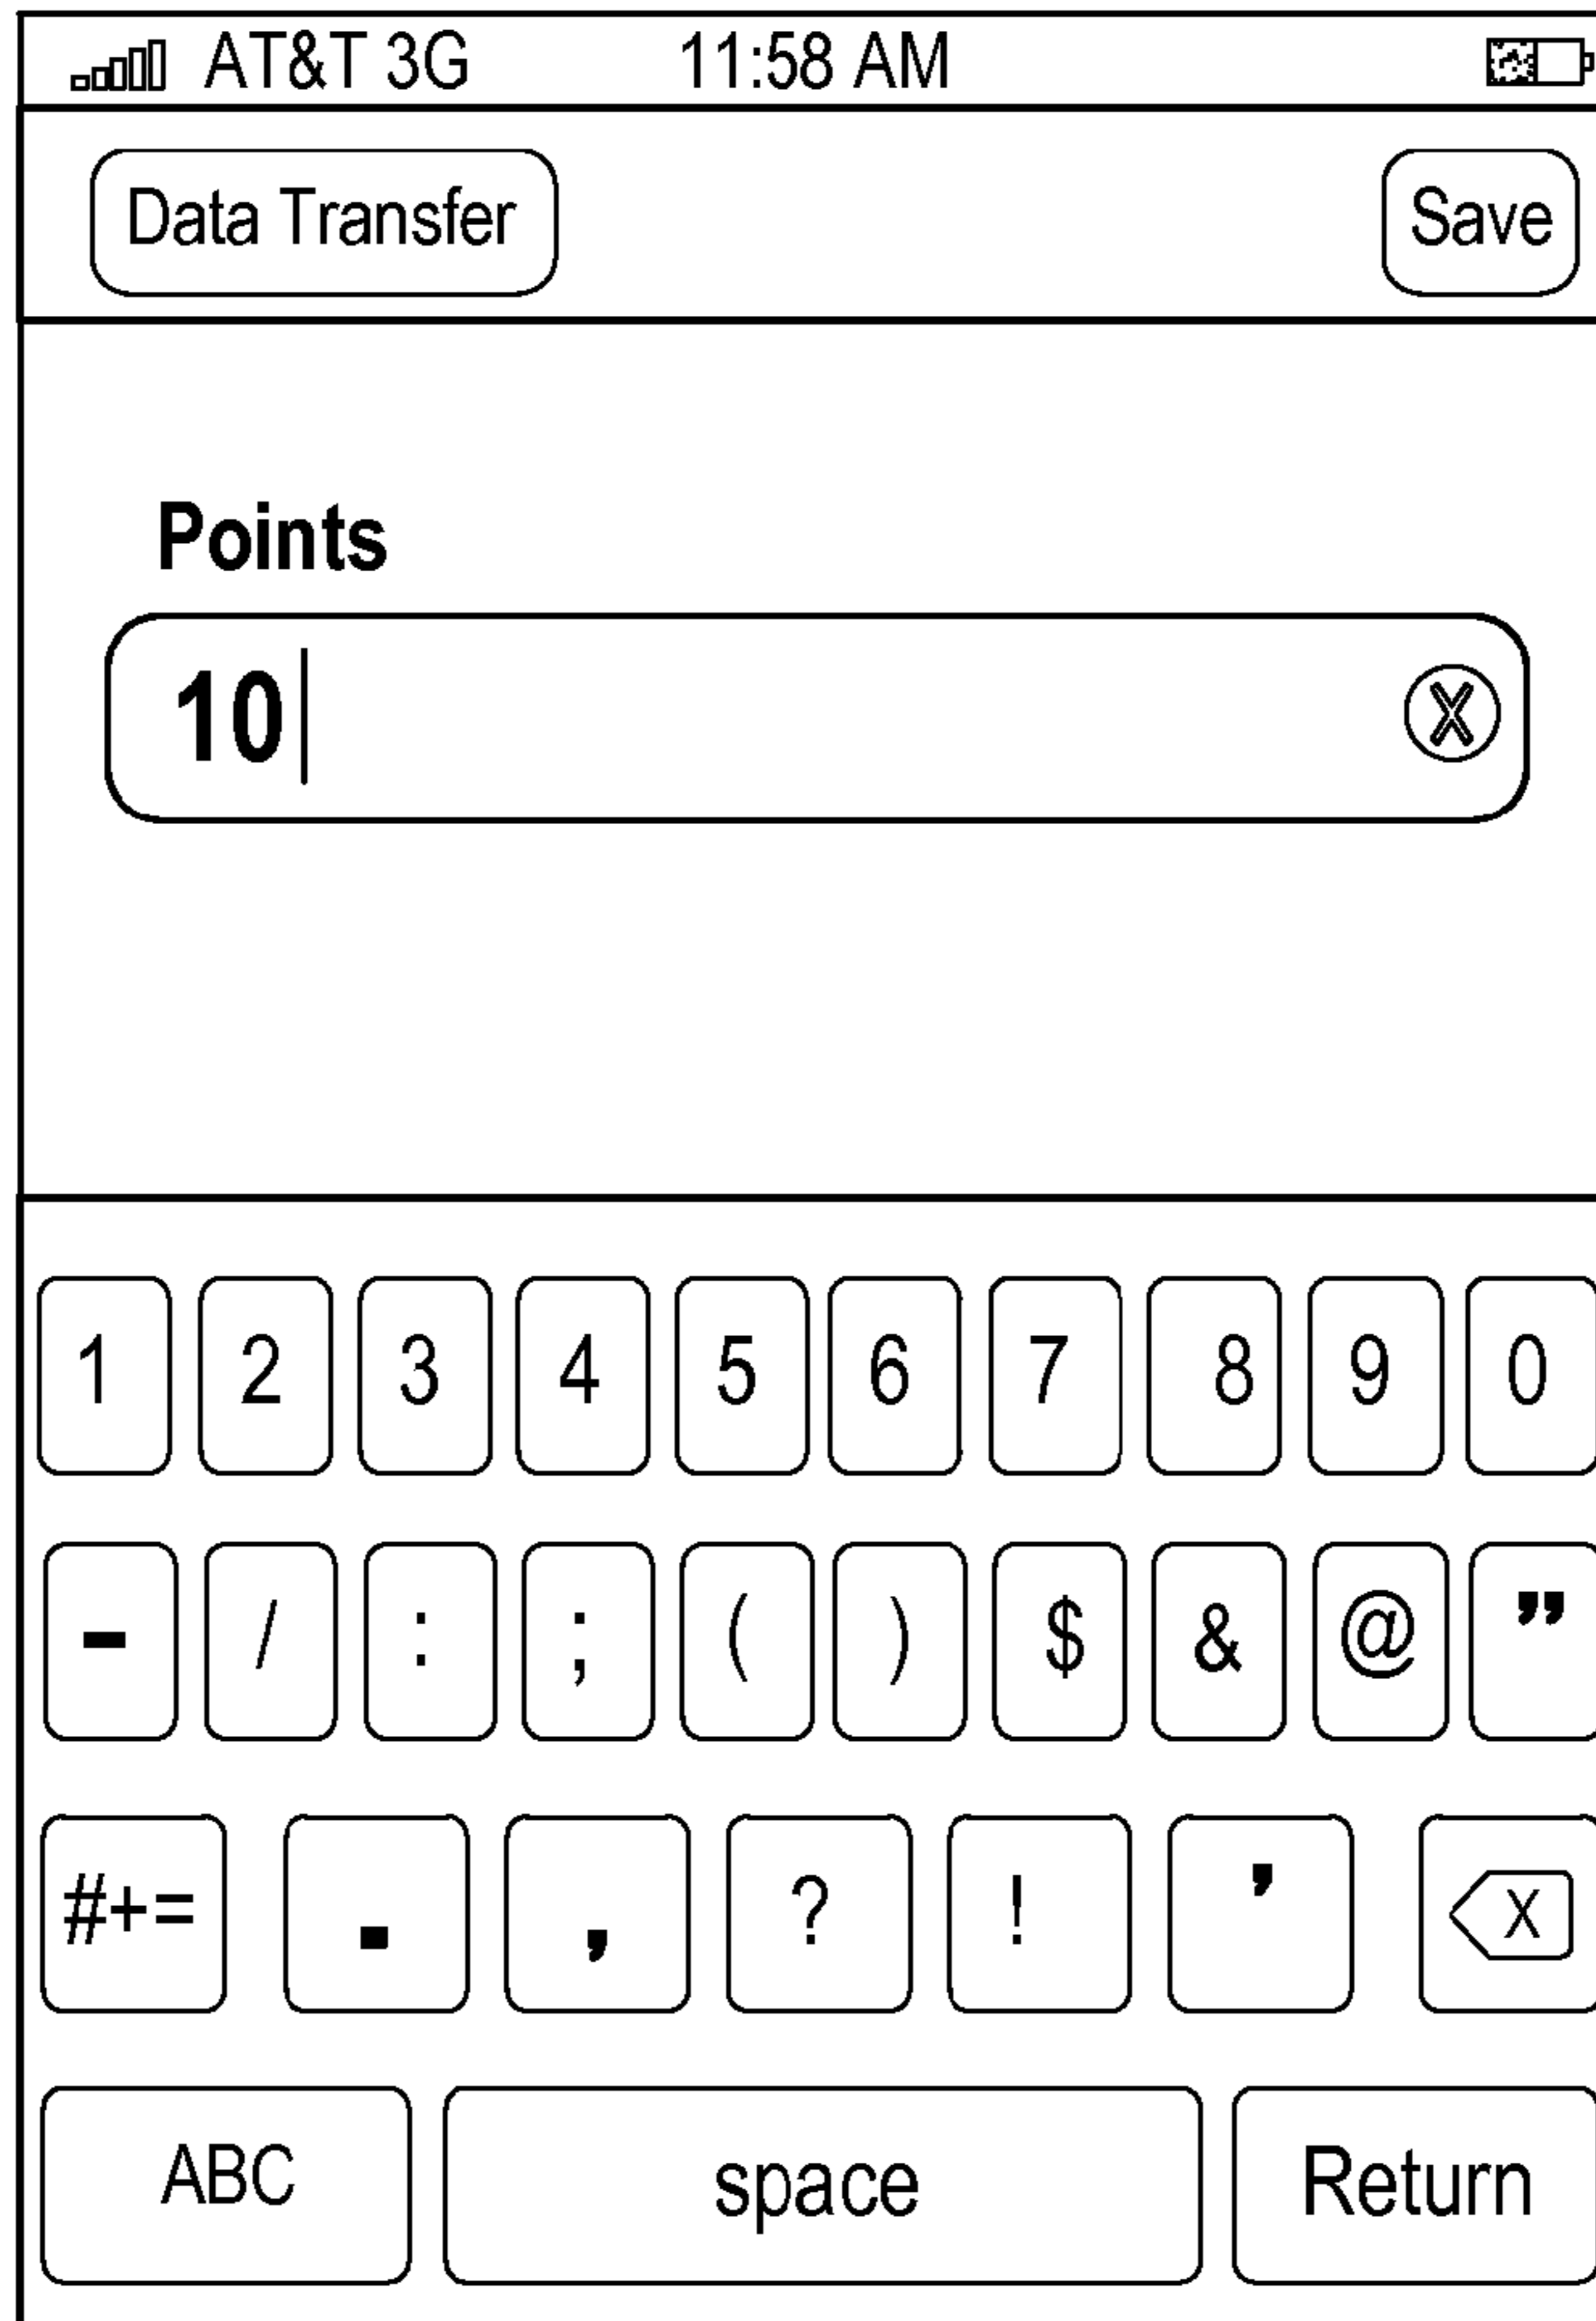 AT&T 3G 11:58 AM
Data Transfer Save
Points
10
1 2 3 4 5 6 7 8 9 0
- / : ; ( ) $ & @ ”
#+= . , ? ! ’ X
ABC space Return